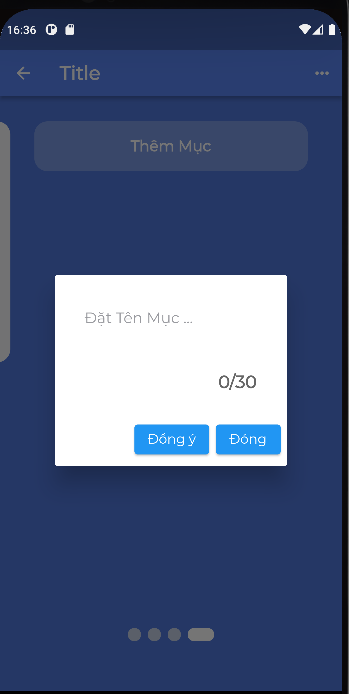 16:36
Title
Thêm Mục
Đặt Tên Mục ...
0/30
Đồng ý
Đóng